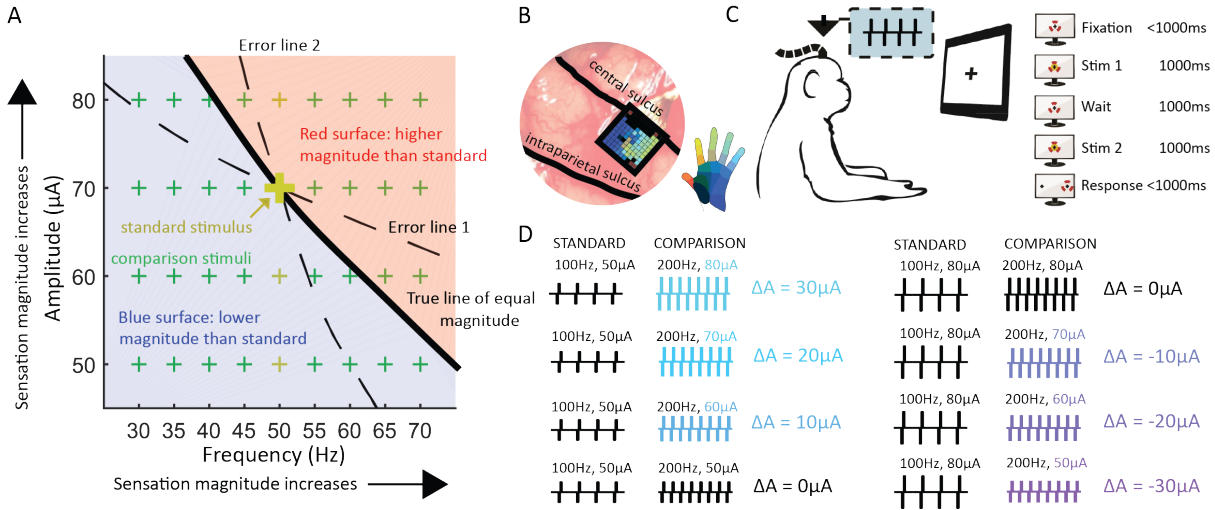 A
Error line 2
Sensation magnitude increases
Amplitude (µA)
80
70
60
50
Red surface: higher
magnitude than standard
standard stimulus
comparison stimuli
Error line 1
True line of equal
magnitude
Blue surface: lower
magnitude than standard
30 35 40 45 50 55 60 65 70
Frequency (Hz)
Sensation magnitude increases
B
central sulcus
intraparietal sulcus
C
Fixation <1000ms
Stim 1 1000ms
Wait 1000ms
Stim 2 1000ms
Response <1000ms
D
STANDARD COMPARISON
100Hz, 50µA 200Hz, 80µA
ΔA = 30µA
100Hz, 50µA 200Hz, 70µA
ΔA = 20µA
100Hz, 50µA 200Hz, 60µA
ΔA = 10µA
100Hz, 50µA 200Hz, 50µA
ΔA = 0µA
STANDARD COMPARISON
100Hz, 80µA 200Hz, 80µA
ΔA = 0µA
100Hz, 80µA 200Hz, 70µA
ΔA = -10µA
100Hz, 80µA 200Hz, 60µA
ΔA = -20µA
100Hz, 80µA 200Hz, 50µA
ΔA = -30µA